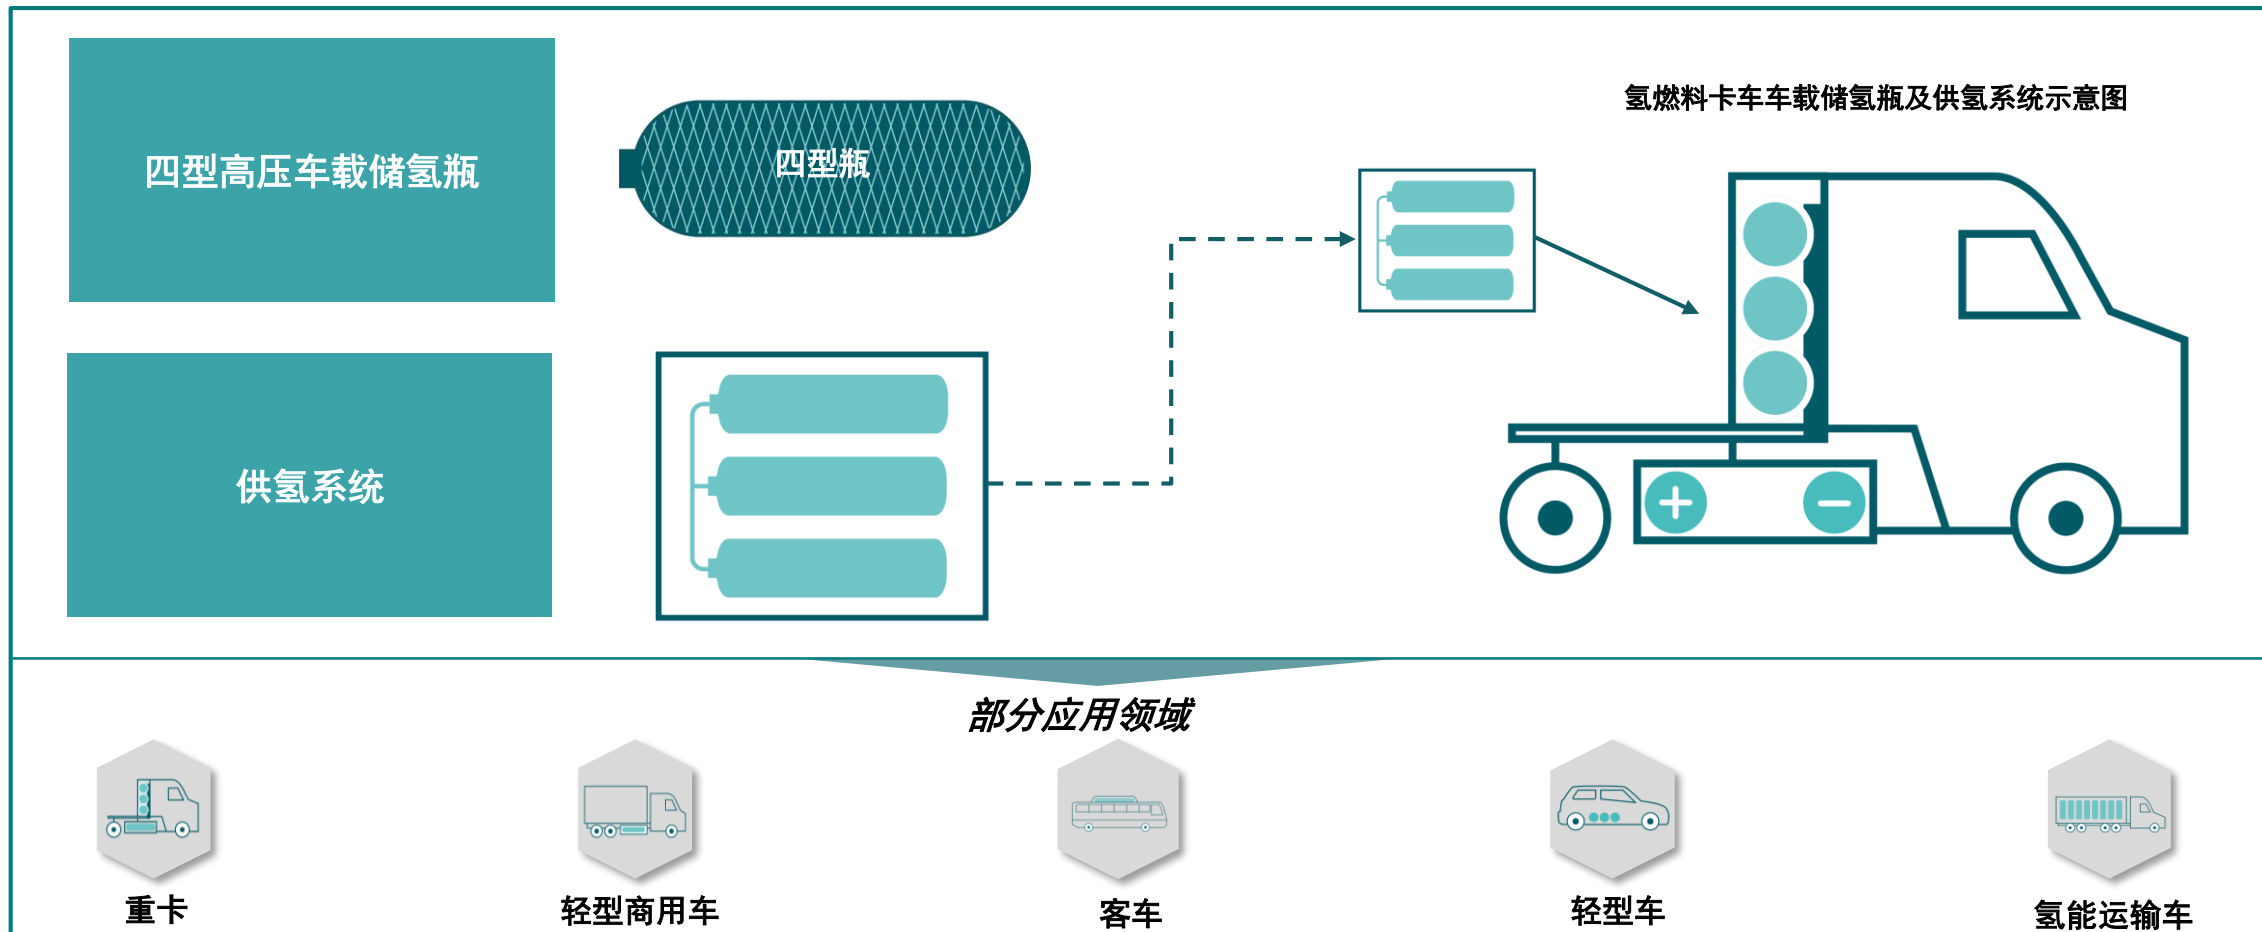 氢燃料卡车车载储氢瓶及供氢系统示意图
四型高压车载储氢瓶
四型瓶
供氢系统
部分应用领域
重卡
轻型商用车
客车
轻型车
氢能运输车